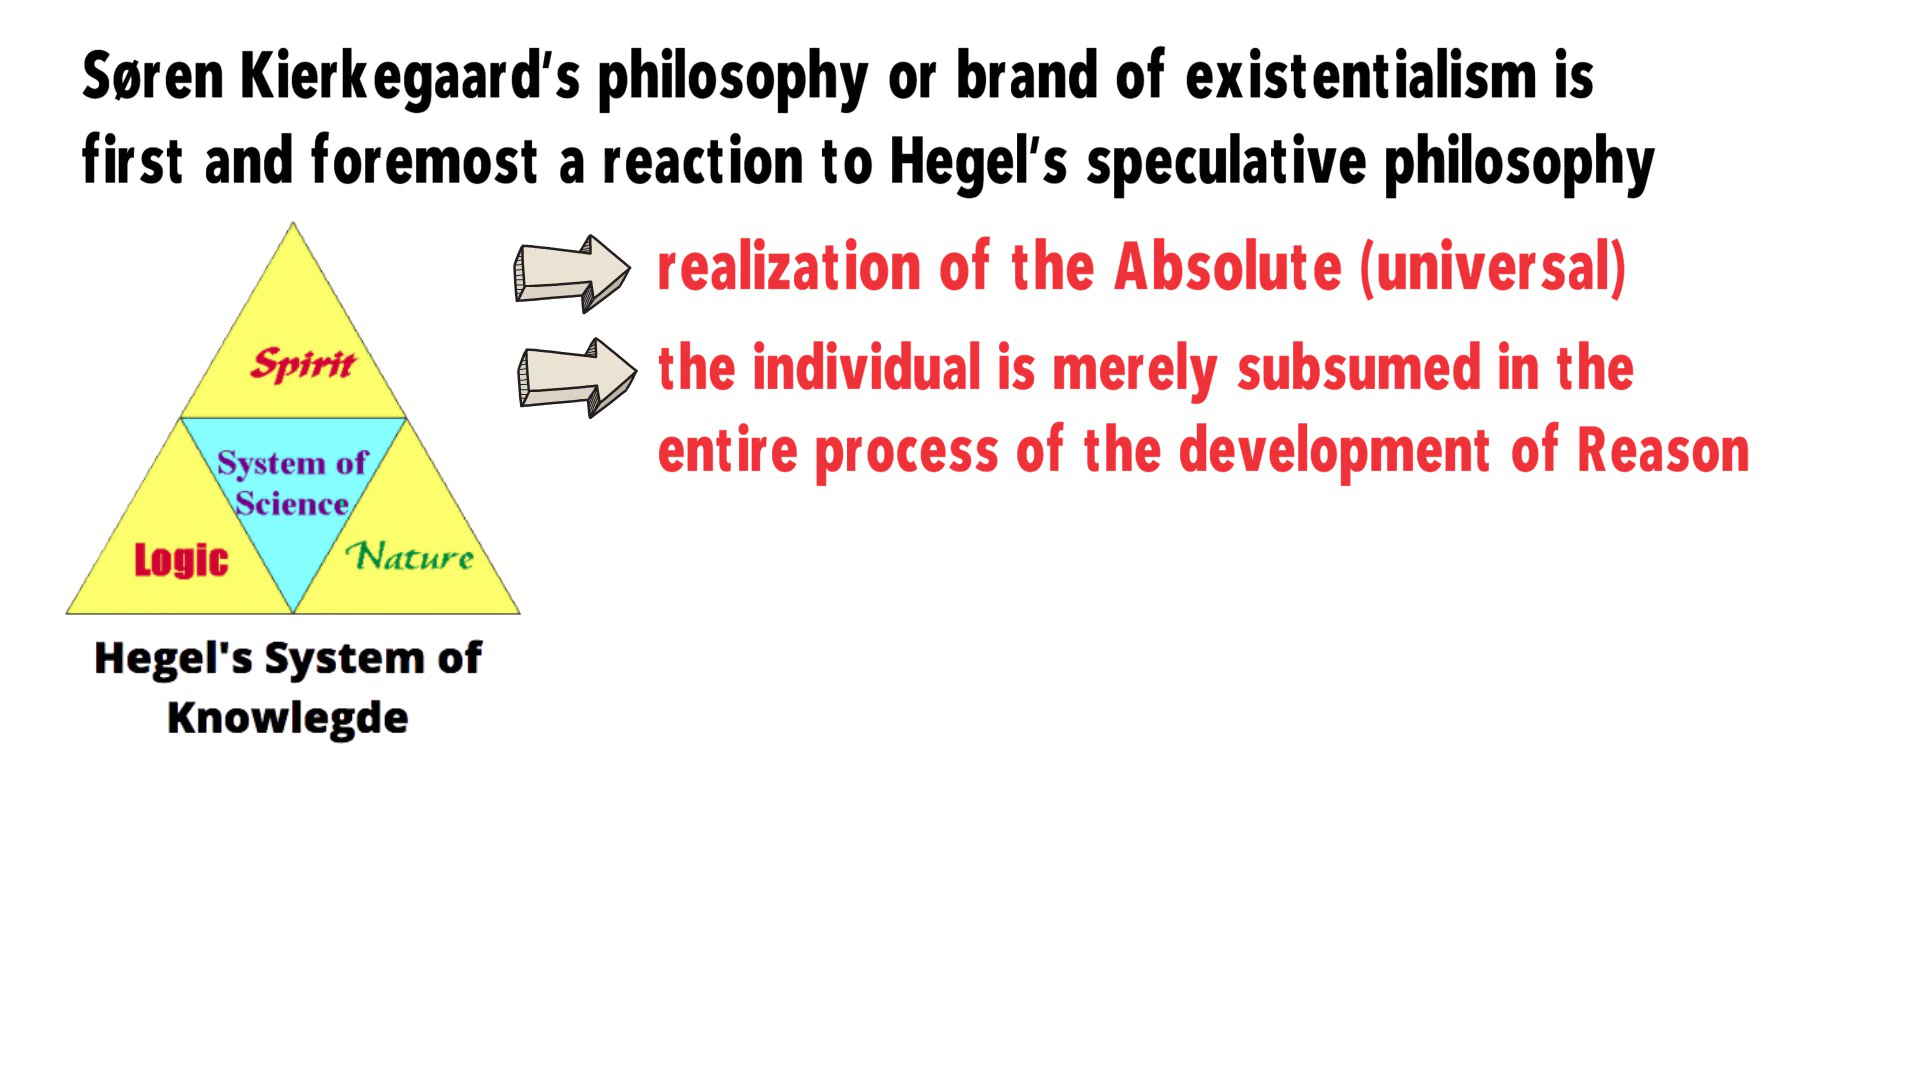 Søren Kierkegaard's philosophy or brand of existentialism is
first and foremost a reaction to Hegel's speculative philosophy
realization of the Absolute (universal)
the individual is merely subsumed in the
entire process of the development of Reason
Spirit
System of
Science
Logic
Nature
Hegel's System of
Knowlegde